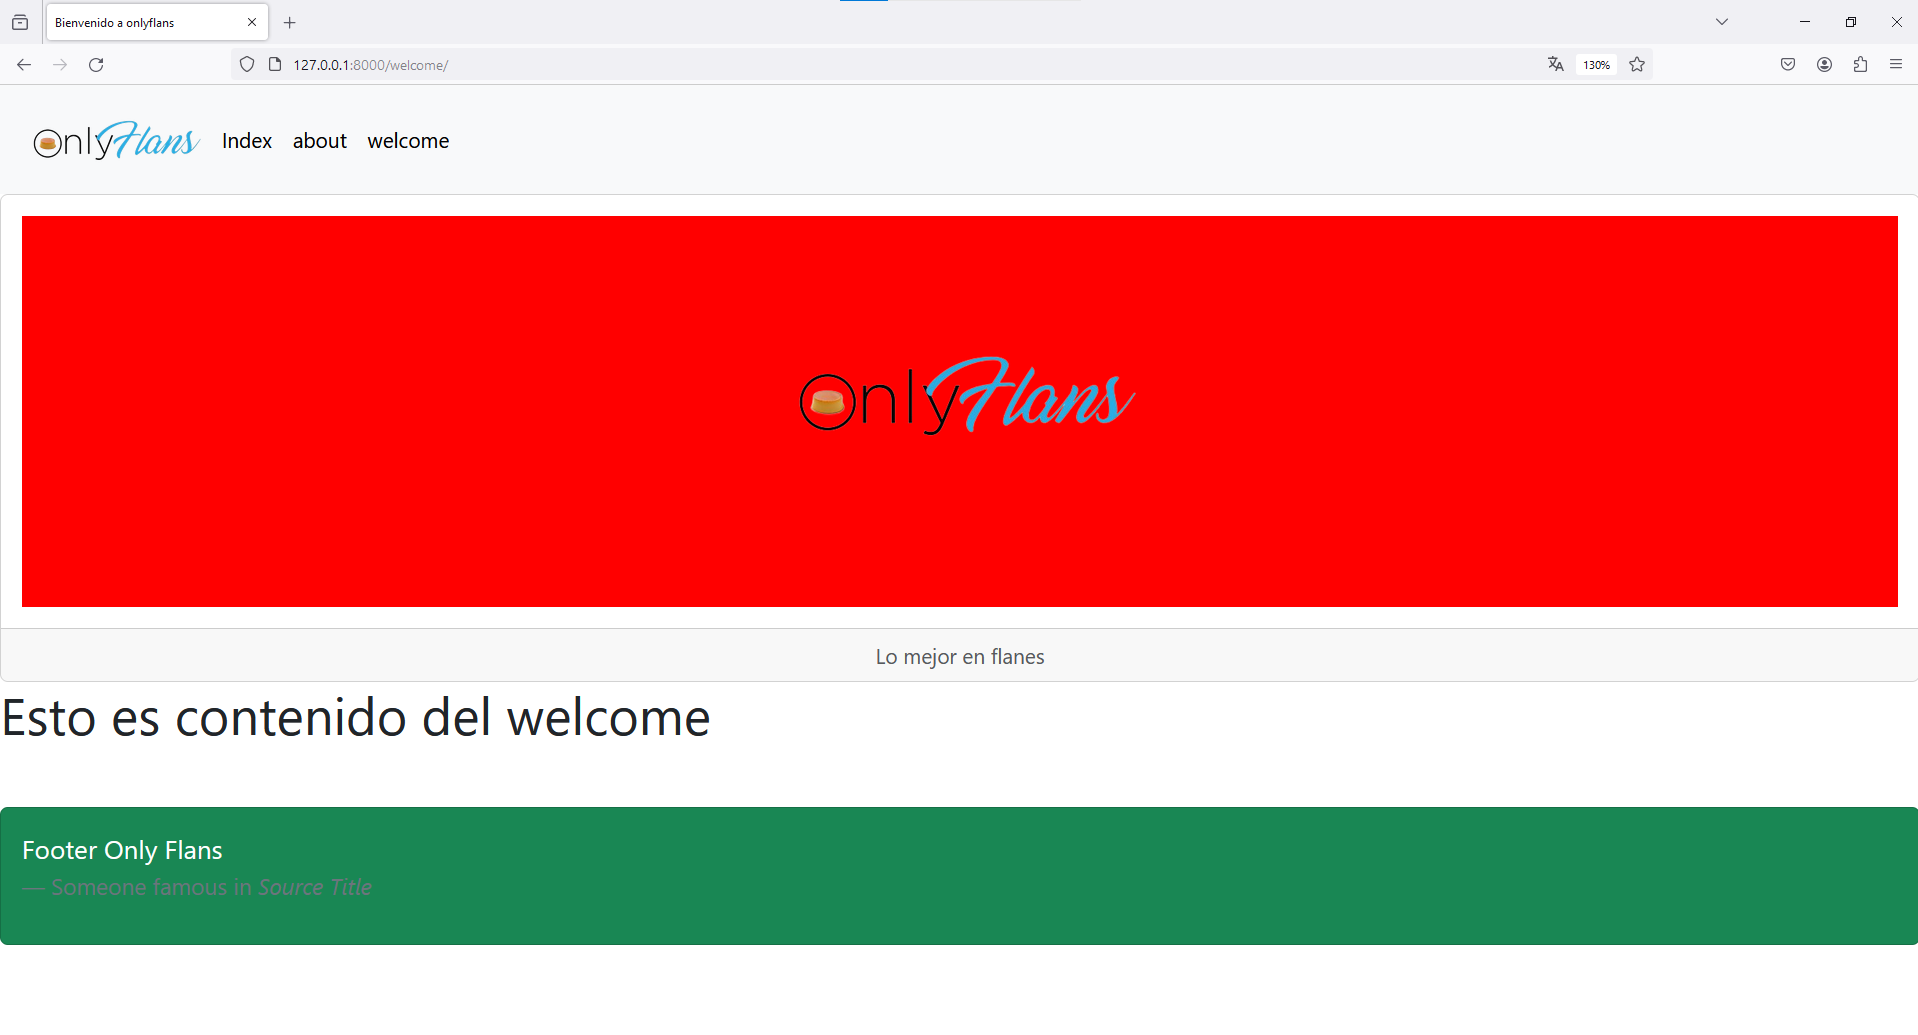 Bienvenido a onlyflans
127.0.0.1:8000/welcome/
130%
OnlyFlans Index about welcome
OnlyFlans
Lo mejor en flanes
Esto es contenido del welcome
Footer Only Flans
— Someone famous in Source Title